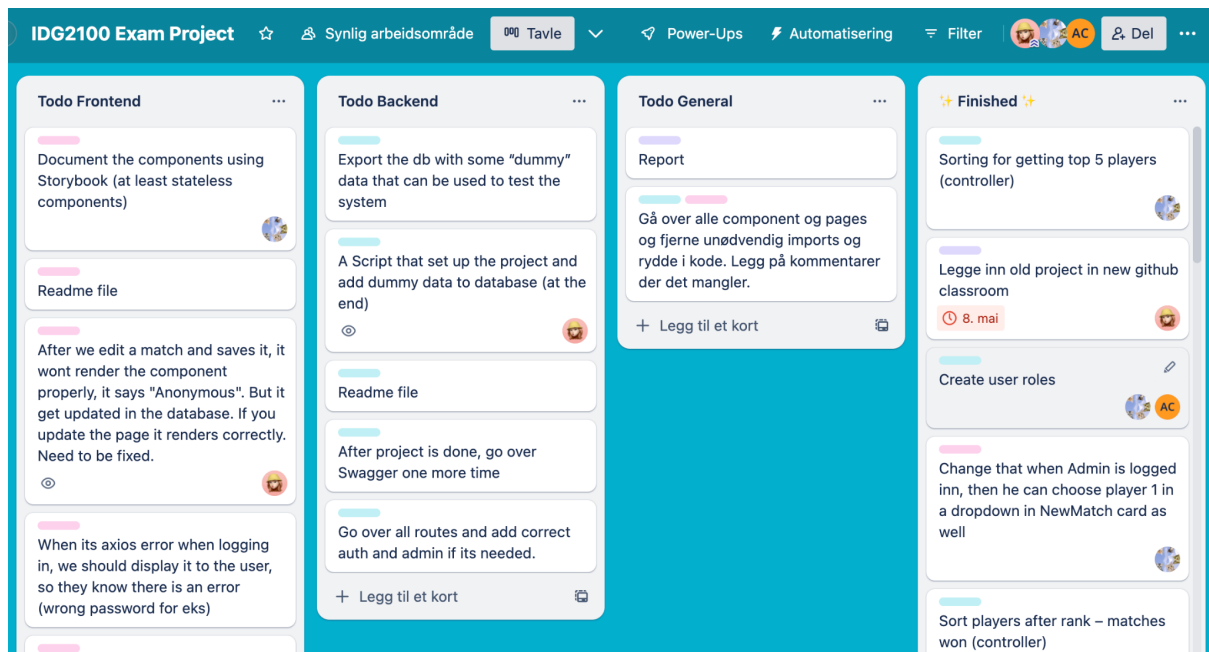 IDG2100 Exam Project
Synlig arbeidsområde
Tavle
Power-Ups
Automatisering
Filter
AC
Del
Todo Frontend
Document the components using
Storybook (at least stateless
components)
Readme file
After we edit a match and saves it, it
wont render the component
properly, it says "Anonymous". But it
get updated in the database. If you
update the page it renders correctly.
Need to be fixed.
When its axios error when logging
in, we should display it to the user,
so they know there is an error
(wrong password for eks)
Todo Backend
Export the db with some “dummy”
data that can be used to test the
system
A Script that set up the project and
add dummy data to database (at the
end)
Readme file
After project is done, go over
Swagger one more time
Go over all routes and add correct
auth and admin if its needed.
+ Legg til et kort
Todo General
Report
Gå over alle component og pages
og fjerne unødvendig imports og
rydde i kode. Legg på kommentarer
der det mangler.
+ Legg til et kort
✨ Finished ✨
Sorting for getting top 5 players
(controller)
Legge inn old project in new github
classroom
8. mai
Create user roles
AC
Change that when Admin is logged
inn, then he can choose player 1 in
a dropdown in NewMatch card as
well
Sort players after rank – matches
won (controller)